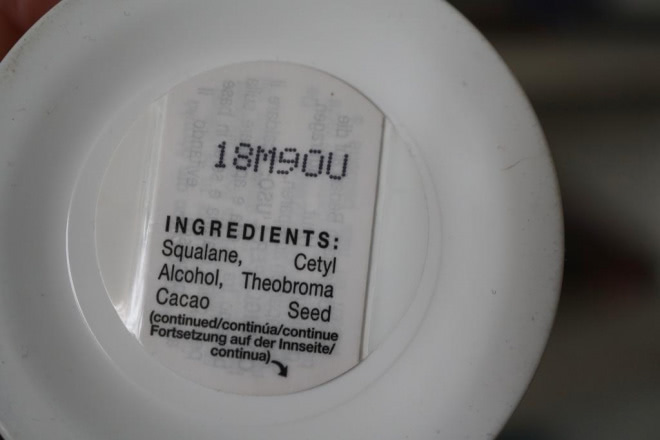 18M90U
INGREDIENTS:
Squalane, Cetyl
Alcohol, Theobroma
Cacao Seed
(continued/continúa/continue
Fortsetzung auf der Innseite/
continua)